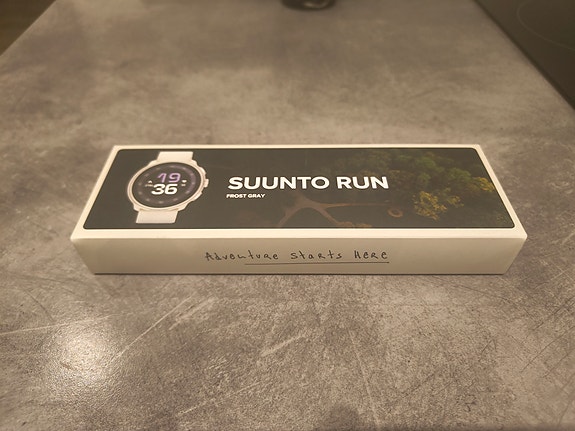 19
36
SUUNTO RUN
FROST GRAY
Adventure Starts Here